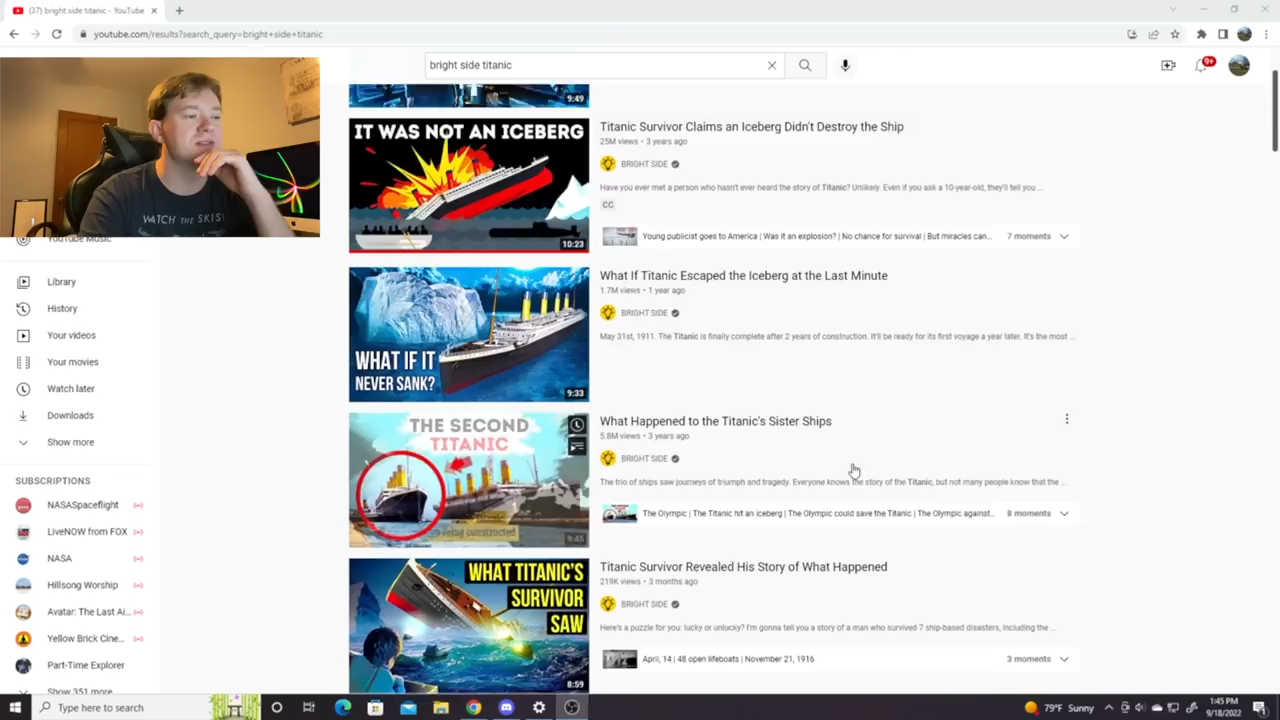 (37) bright side titanic - YouTube
youtube.com/results?search_query=bright+side+titanic
bright side titanic
9+
WATCH THE SKIS
YouTube Music
Library
History
Your videos
Your movies
Watch later
Downloads
Show more
SUBSCRIPTIONS
NASASpaceflight
LiveNOW from FOX
NASA
Hillsong Worship
Avatar: The Last Ai...
Yellow Brick Cine...
Part-Time Explorer
Show 351 more
9:49
IT WAS NOT AN ICEBERG
10:23
Titanic Survivor Claims an Iceberg Didn't Destroy the Ship
25M views • 3 years ago
BRIGHT SIDE
Have you ever met a person who hasn't ever heard the story of Titanic? Unlikely. Even if you ask a 10-year-old, they'll tell you ...
CC
Young publicist goes to America | Was it an explosion? | No chance for survival | But miracles can...
7 moments
WHAT IF IT
NEVER SANK?
9:33
What If Titanic Escaped the Iceberg at the Last Minute
1.7M views • 1 year ago
BRIGHT SIDE
May 31st, 1911. The Titanic is finally complete after 2 years of construction. It'll be ready for its first voyage a year later. It's the most ...
THE SECOND
TITANIC
being constructed
9:45
What Happened to the Titanic's Sister Ships
5.8M views • 3 years ago
BRIGHT SIDE
The trio of ships saw journeys of triumph and tragedy. Everyone knows the story of the Titanic, but not many people know that the ...
The Olympic | The Titanic hit an iceberg | The Olympic could save the Titanic | The Olympic against...
8 moments
WHAT TITANIC'S
SURVIVOR
SAW
8:59
Titanic Survivor Revealed His Story of What Happened
219K views • 3 months ago
BRIGHT SIDE
Here's a puzzle for you: lucky or unlucky? I'm gonna tell you a story of a man who survived 7 ship-based disasters, including the ...
April, 14 | 48 open lifeboats | November 21, 1916
3 moments
Type here to search
79°F Sunny
1:45 PM
9/18/2022